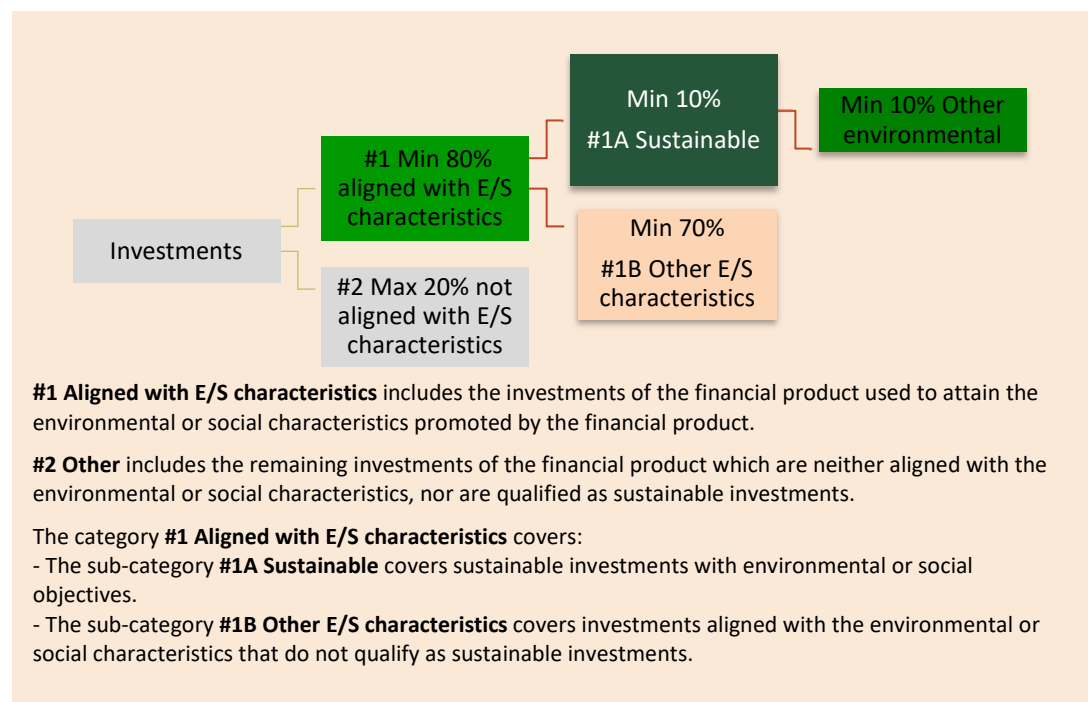 Investments
#1 Min 80%
aligned with E/S
characteristics
#2 Max 20% not
aligned with E/S
characteristics
Min 10%
#1A Sustainable
Min 70%
#1B Other E/S
characteristics
Min 10% Other
environmental
#1 Aligned with E/S characteristics includes the investments of the financial product used to attain the
environmental or social characteristics promoted by the financial product.
#2 Other includes the remaining investments of the financial product which are neither aligned with the
environmental or social characteristics, nor are qualified as sustainable investments.
The category #1 Aligned with E/S characteristics covers:
- The sub-category #1A Sustainable covers sustainable investments with environmental or social
objectives.
- The sub-category #1B Other E/S characteristics covers investments aligned with the environmental or
social characteristics that do not qualify as sustainable investments.